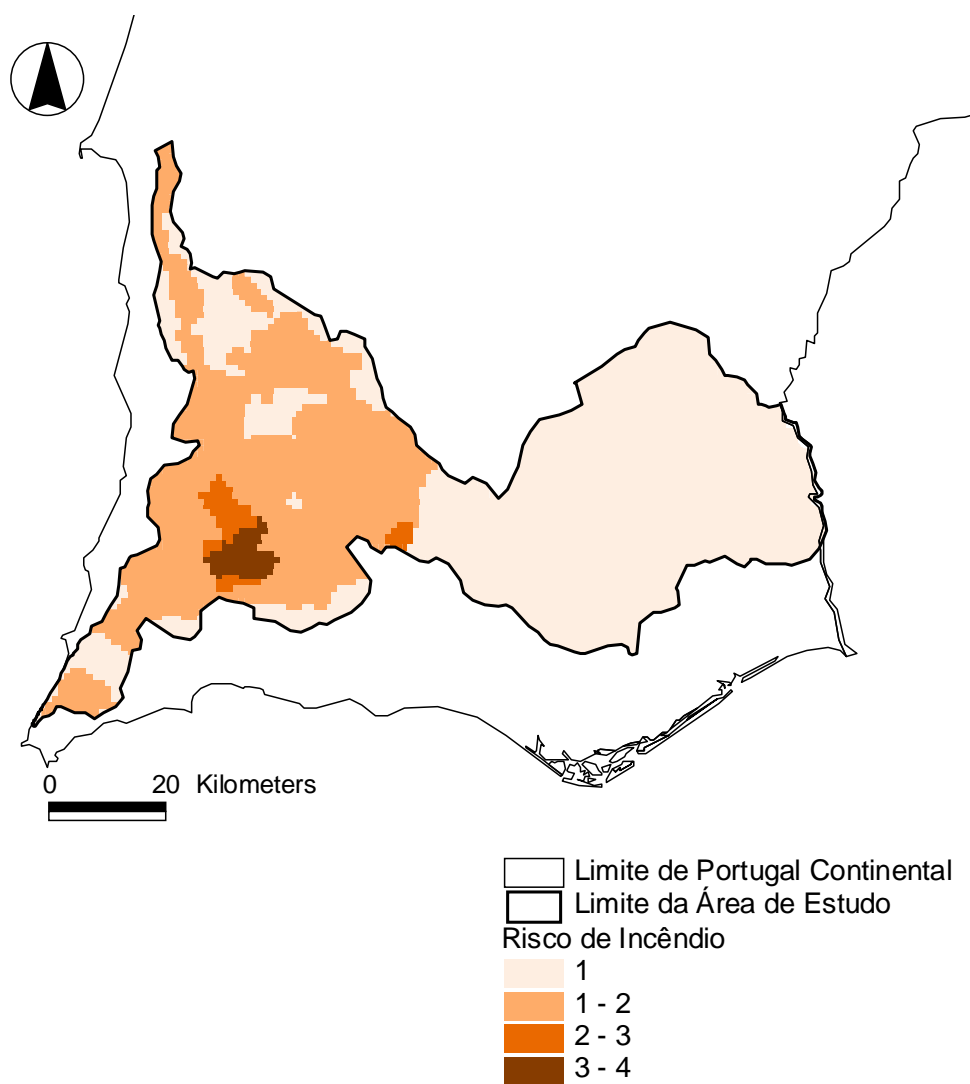 0 20 Kilometers
Limite de Portugal Continental
Limite da Área de Estudo
Risco de Incêndio
1
1 - 2
2 - 3
3 - 4